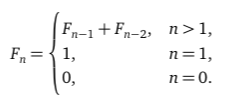 F_{n-1} + F_{n-2}, n > 1,
F_n = { 1, n = 1,
0, n = 0.